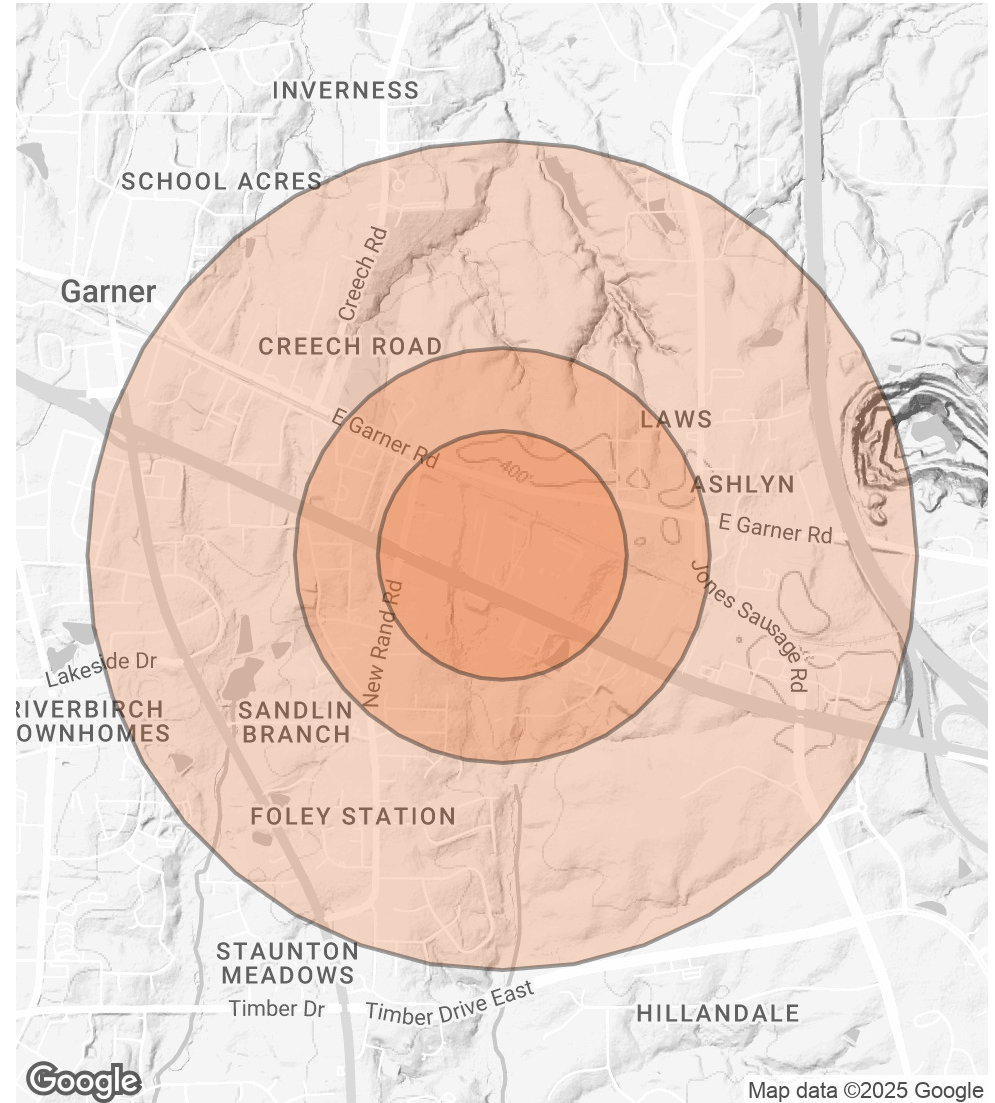 INVERNESS
SCHOOL ACRES
Creech Rd
Garner
CREECH ROAD
LAWS
E Garner Rd
400'
ASHLYN
E Garner Rd
Jones Sausage Rd
New Rand Rd
Lakeside Dr
RIVERBIRCH
OWNHOMES
SANDLIN
BRANCH
FOLEY STATION
STAUNTON
MEADOWS
Timber Dr
Timber Drive East
HILLANDALE
Google
Map data ©2025 Google